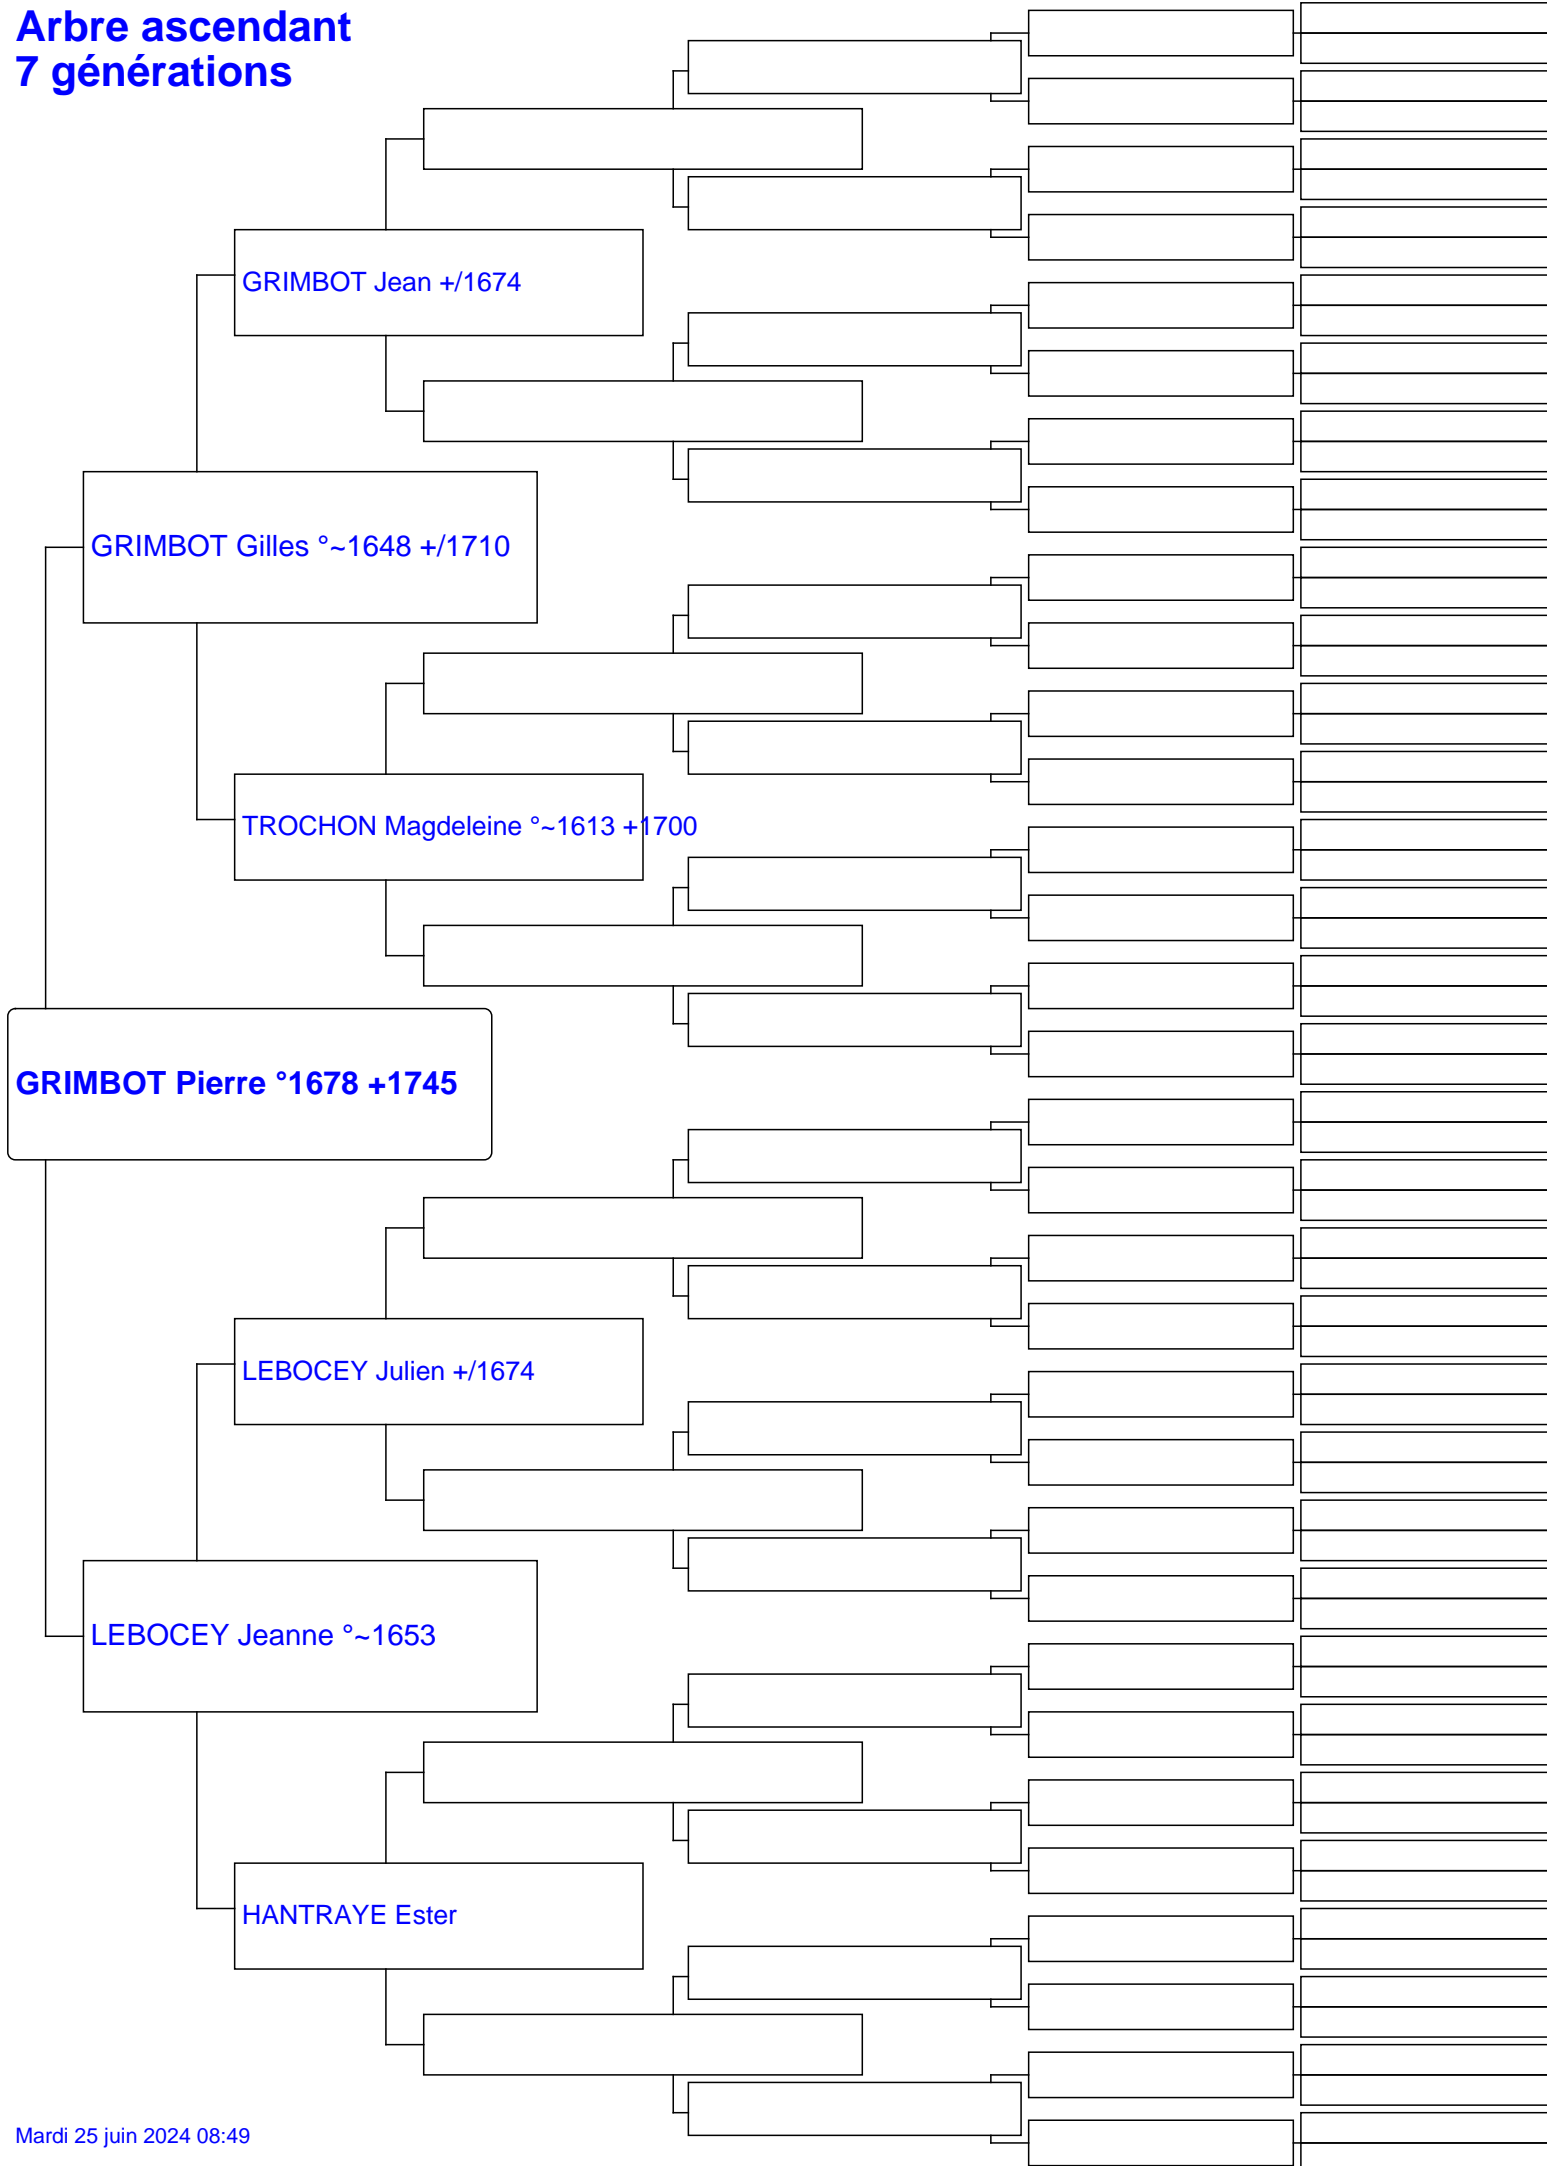 Arbre ascendant
7 générations
GRIMBOT Jean +/1674
GRIMBOT Gilles °~1648 +/1710
TROCHON Magdeleine °~1613 +1700
GRIMBOT Pierre °1678 +1745
LEBOCEY Julien +/1674
LEBOCEY Jeanne °~1653
HANTRAYE Ester
Mardi 25 juin 2024 08:49